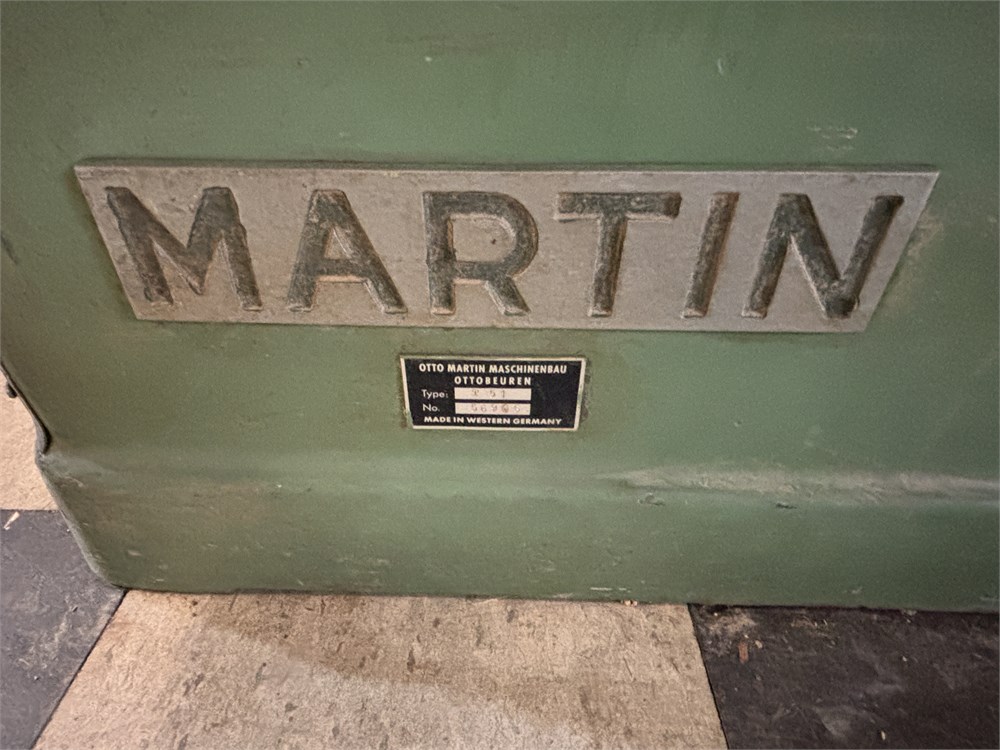 MARTIN
OTTO MARTIN MASCHINENBAU
OTTOBEUREN
Type:
No.
MADE IN WESTERN GERMANY